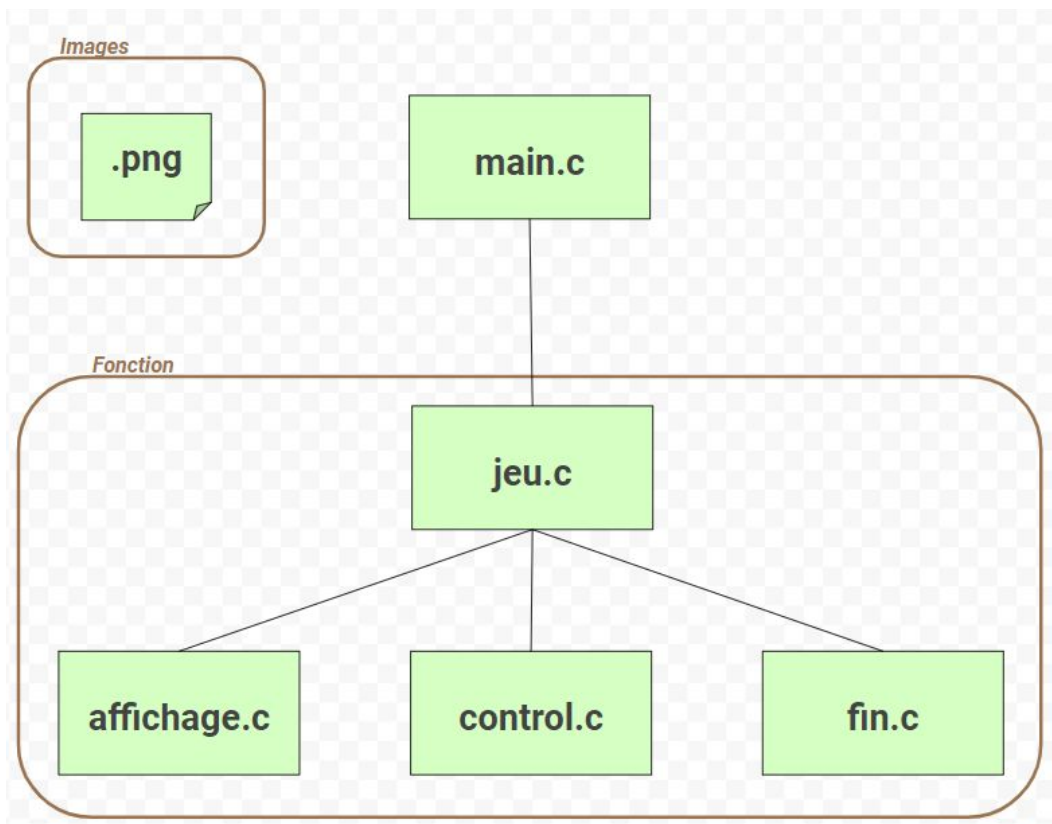 Images
.png
main.c
Fonction
jeu.c
affichage.c
control.c
fin.c